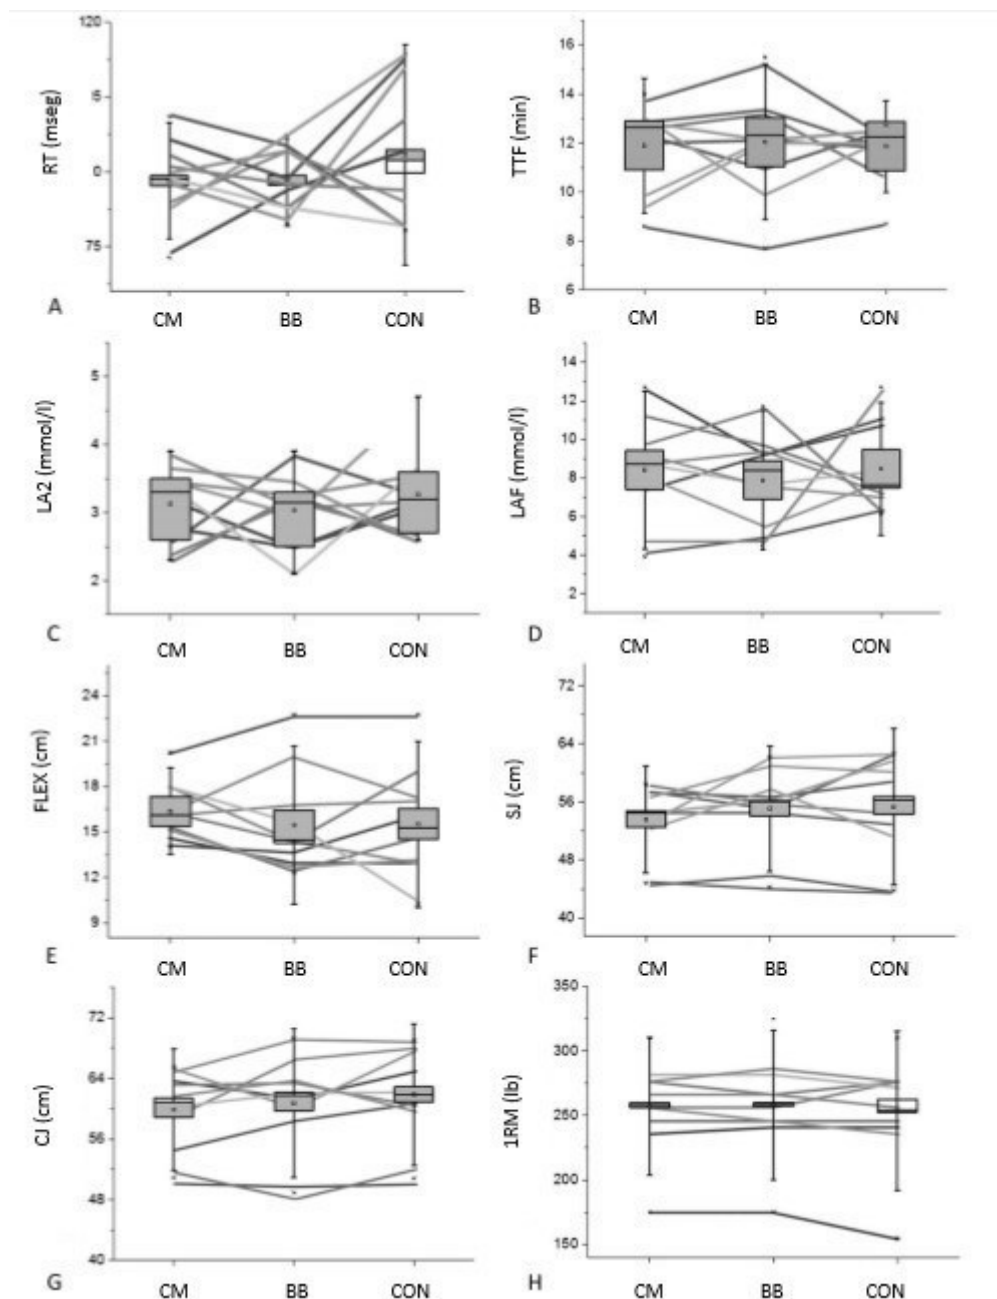 120
RT (mseg)
6
0
75
A
CM BB CON
16
14
TTF (min)
12
10
8
6
B
CM BB CON
5
LA2 (mmol/l)
4
3
2
C
CM BB CON
14
12
10
LAF (mmol/l)
8
6
4
2
D
CM BB CON
24
21
FLEX (cm)
18
15
12
9
E
CM BB CON
72
64
SJ (cm)
56
48
40
F
CM BB CON
72
64
CJ (cm)
56
48
40
G
CM BB CON
350
300
1RM (lb)
250
200
150
H
CM BB CON